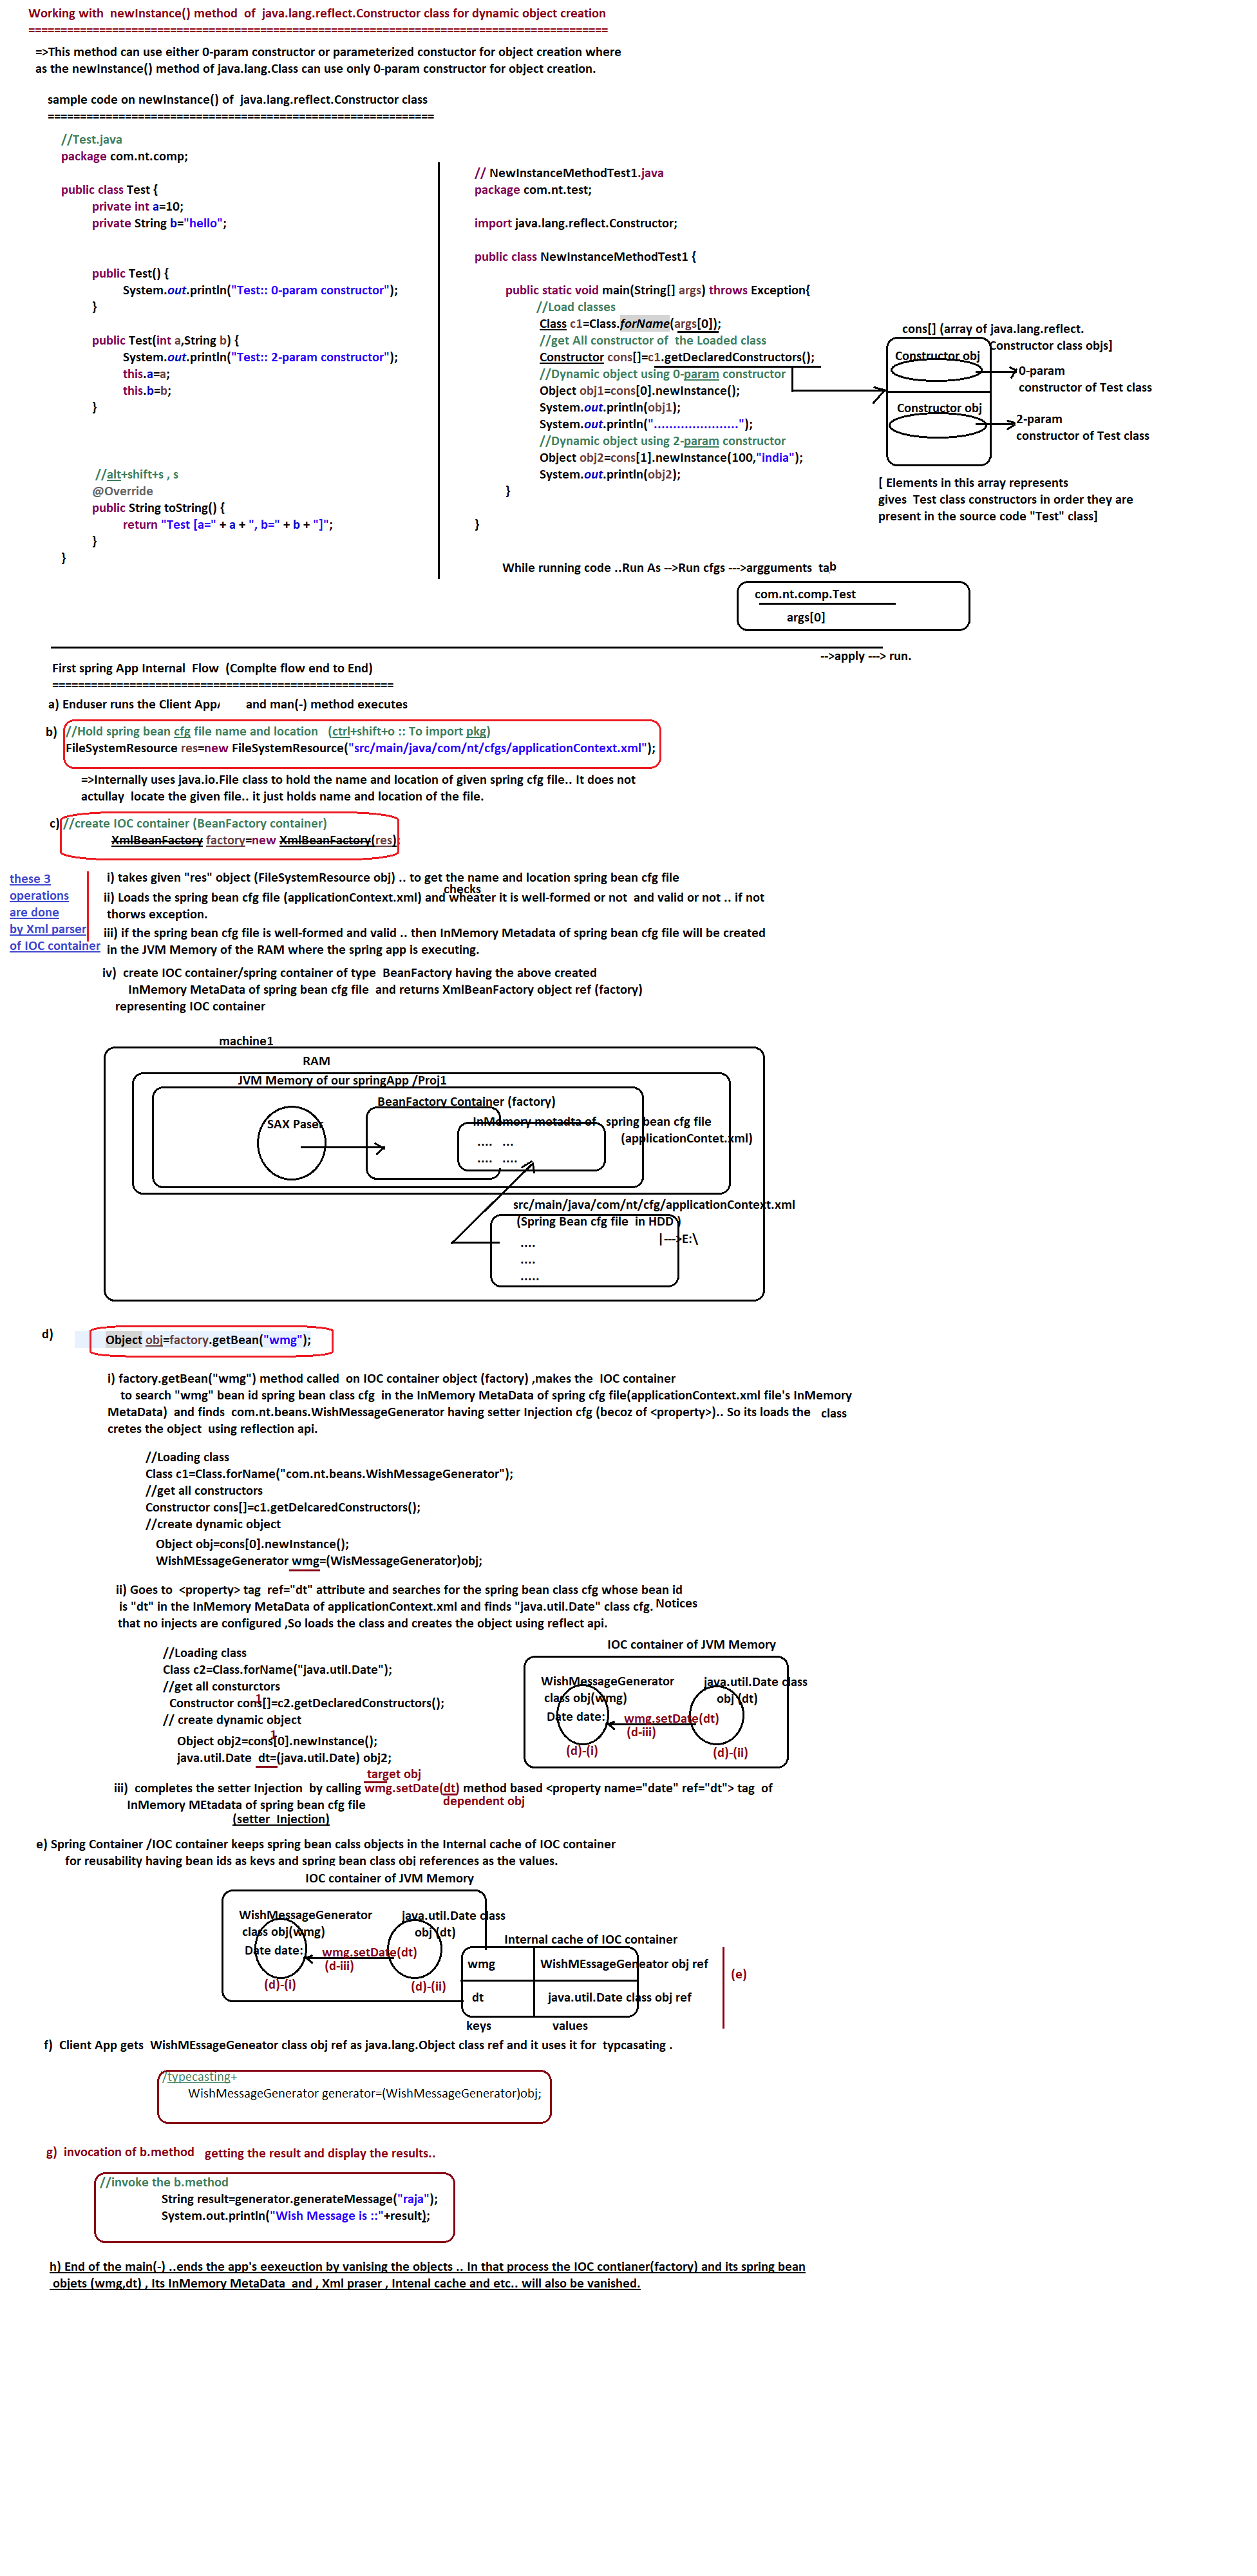 Working with  newInstance() method  of  java.lang.reflect.Constructor class for dynamic object creation
==========================================================================================
=>This method can use either 0-param constructor or parameterized constuctor for object creation where
as the newInstance() method of java.lang.Class can use only 0-param constructor for object creation.
sample code on newInstance() of  java.lang.reflect.Constructor class
============================================================
//Test.java
package com.nt.comp;
public class Test {
private int a=10;
private String b="hello";
public Test() {
System.out.println("Test:: 0-param constructor");
}
public Test(int a,String b) {
System.out.println("Test:: 2-param constructor");
this.a=a;
this.b=b;
}
//alt+shift+s , s
@Override
public String toString() {
return "Test [a=" + a + ", b=" + b + "]";
}
}
// NewInstanceMethodTest1.java
package com.nt.test;
import java.lang.reflect.Constructor;
public class NewInstanceMethodTest1 {
public static void main(String[] args) throws Exception{
//Load classes
Class c1=Class.forName(args[0]);
//get All constructor of  the Loaded class
Constructor cons[]=c1.getDeclaredConstructors();
//Dynamic object using 0-param constructor
Object obj1=cons[0].newInstance();
System.out.println(obj1);
System.out.println("......................");
//Dynamic object using 2-param constructor
Object obj2=cons[1].newInstance(100,"india");
System.out.println(obj2);
}
}
cons[] (array of java.lang.reflect.
Constructor class objs]
Constructor obj
0-param
constructor of Test class
Constructor obj
2-param
constructor of Test class
[ Elements in this array represents
gives  Test class constructors in order they are
present in the source code "Test" class]
While running code ..Run As -->Run cfgs --->argguments  tab
com.nt.comp.Test
args[0]
-->apply ---> run.
First spring App Internal  Flow  (Complte flow end to End)
=====================================================
a) Enduser runs the Client App/ and man(-) method executes
b) //Hold spring bean cfg file name and location   (ctrl+shift+o :: To import pkg)
FileSystemResource res=new FileSystemResource("src/main/java/com/nt/cfgs/applicationContext.xml");
=>Internally uses java.io.File class to hold the name and location of given spring cfg file.. It does not
actullay  locate the given file.. it just holds name and location of the file.
c) //create IOC container (BeanFactory container)
XmlBeanFactory factory=new XmlBeanFactory(res);
these 3
operations
are done
by Xml parser
of IOC container
i) takes given "res" object (FileSystemResource obj) .. to get the name and location spring bean cfg file
checks
ii) Loads the spring bean cfg file (applicationContext.xml) and wheater it is well-formed or not  and valid or not .. if not
thorws exception.
iii) if the spring bean cfg file is well-formed and valid .. then InMemory Metadata of spring bean cfg file will be created
in the JVM Memory of the RAM where the spring app is executing.
iv)  create IOC container/spring container of type  BeanFactory having the above created
InMemory MetaData of spring bean cfg file  and returns XmlBeanFactory object ref (factory)
representing IOC container
machine1
RAM
JVM Memory of our springApp /Proj1
BeanFactory Container (factory)
SAX Paser
InMemory metadta of   spring bean cfg file
(applicationContet.xml)
....   ...
....   ....
src/main/java/com/nt/cfg/applicationContext.xml
(Spring Bean cfg file  in HDD )
|--->E:\
....
....
.....
d) Object obj=factory.getBean("wmg");
i) factory.getBean("wmg") method called  on IOC container object (factory) ,makes the  IOC container
to search "wmg" bean id spring bean class cfg  in the InMemory MetaData of spring cfg file(applicationContext.xml file's InMemory
MetaData)  and finds  com.nt.beans.WishMessageGenerator having setter Injection cfg (becoz of <property>).. So its loads the   class
cretes the object  using reflection api.
//Loading class
Class c1=Class.forName("com.nt.beans.WishMessageGenerator");
//get all constructors
Constructor cons[]=c1.getDelcaredConstructors();
//create dynamic object
Object obj=cons[0].newInstance();
WishMEssageGenerator wmg=(WisMessageGenerator)obj;
ii) Goes to  <property> tag  ref="dt" attribute and searches for the spring bean class cfg whose bean id
is "dt" in the InMemory MetaData of applicationContext.xml and finds "java.util.Date" class cfg. Notices
that no injects are configured ,So loads the class and creates the object using reflect api.
//Loading class
Class c2=Class.forName("java.util.Date");
//get all consturctors
Constructor cons1[]=c2.getDeclaredConstructors();
// create dynamic object
Object obj2=cons1[0].newInstance();
java.util.Date  dt=(java.util.Date) obj2;
IOC container of JVM Memory
WishMessageGenerator
class obj(wmg)
Date date:
java.util.Date class
obj (dt)
wmg.setDate(dt)
(d-iii)
(d)-(i)
(d)-(ii)
target obj
iii)  completes the setter Injection  by calling wmg.setDate(dt) method based <property name="date" ref="dt"> tag  of
InMemory MEtadata of spring bean cfg file
dependent obj
(setter  Injection)
e) Spring Container /IOC container keeps spring bean calss objects in the Internal cache of IOC container
for reusability having bean ids as keys and spring bean class obj references as the values.
IOC container of JVM Memory
WishMessageGenerator
class obj(wmg)
Date date:
java.util.Date class
obj (dt)
wmg.setDate(dt)
(d-iii)
(d)-(i)
(d)-(ii)
Internal cache of IOC container
wmg WishMEssageGeneator obj ref
dt java.util.Date class obj ref
keys values
(e)
f)  Client App gets  WishMEssageGeneator class obj ref as java.lang.Object class ref and it uses it for  typcasating .
/typecasting+
WishMessageGenerator generator=(WishMessageGenerator)obj;
g)  invocation of b.method   getting the result and display the results..
//invoke the b.method
String result=generator.generateMessage("raja");
System.out.println("Wish Message is ::"+result);
h) End of the main(-) ..ends the app's eexeuction by vanising the objects .. In that process the IOC contianer(factory) and its spring bean
objets (wmg,dt) , Its InMemory MetaData  and , Xml praser , Intenal cache and etc.. will also be vanished.